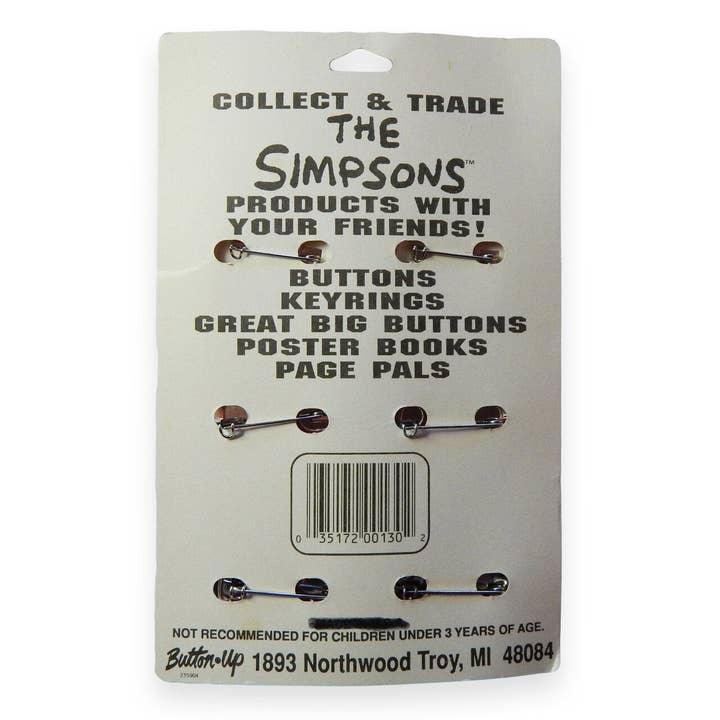 COLLECT & TRADE
THE
SIMPSONS™
PRODUCTS WITH
YOUR FRIENDS!
BUTTONS
KEYRINGS
GREAT BIG BUTTONS
POSTER BOOKS
PAGE PALS
0 35172 00130 2
NOT RECOMMENDED FOR CHILDREN UNDER 3 YEARS OF AGE.
Button·Up 1893 Northwood Troy, MI 48084